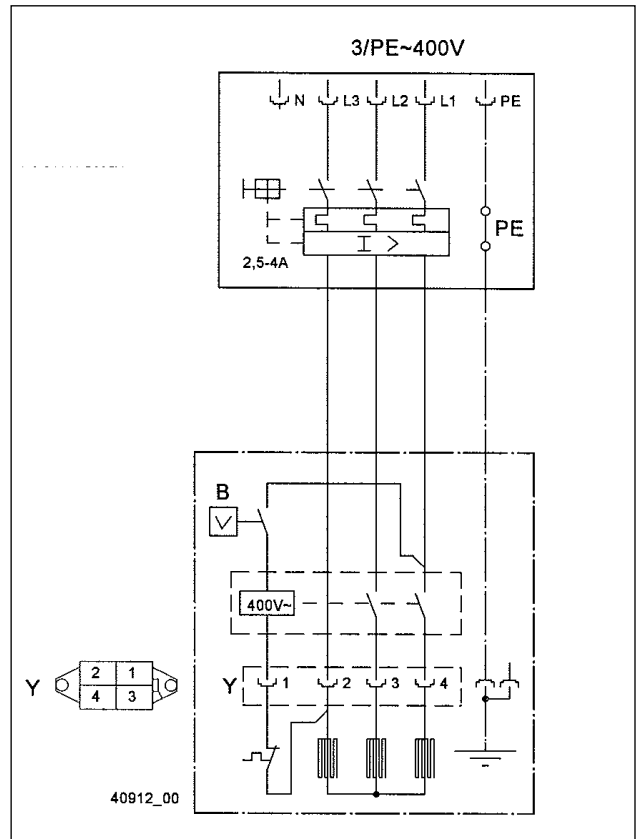 3/PE~400V
N L3 L2 L1 PE
PE
I >
2,5-4A
B
400V~
Y 2 1
4 3
Y 1 2 3 4
40912_00